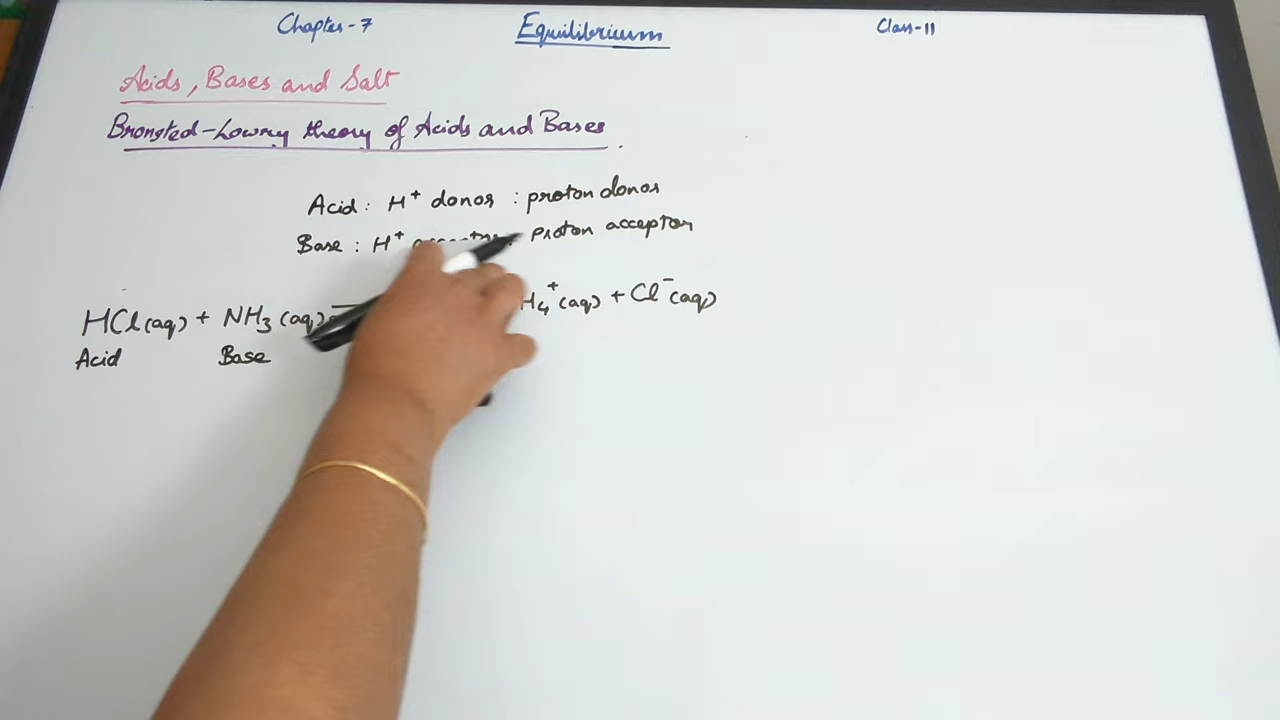 Chapter-7 Equilibrium Class-11
Acids, Bases and Salt
Bronsted-Lowry theory of Acids and Bases.
Acid : H⁺ donor : proton donor
Base : H⁺ : Proton acceptor
HCl(aq) + NH₃(aq) H₄⁺(aq) + Cl⁻(aq)
Acid Base